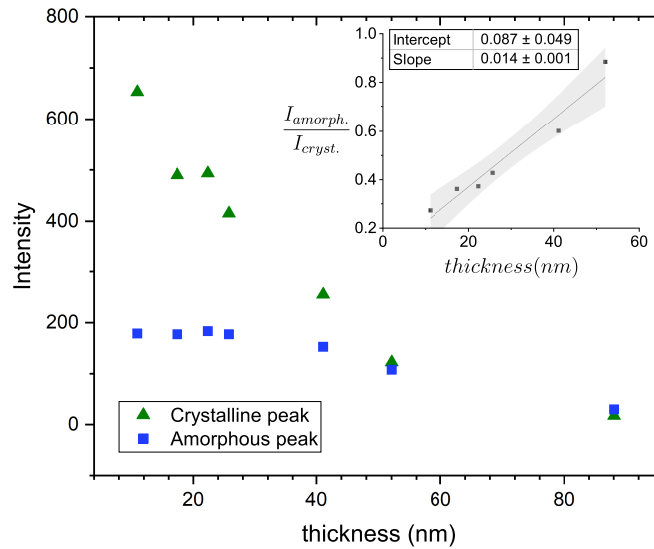 800
600
400
200
0
Intensity
20
40
60
80
thickness (nm)
Crystalline peak
Amorphous peak
1.0
0.8
0.6
0.4
0.2
Intercept 0.087 ± 0.049
Slope 0.014 ± 0.001
I_amorph.
I_cryst.
0 20 40 60
thickness(nm)